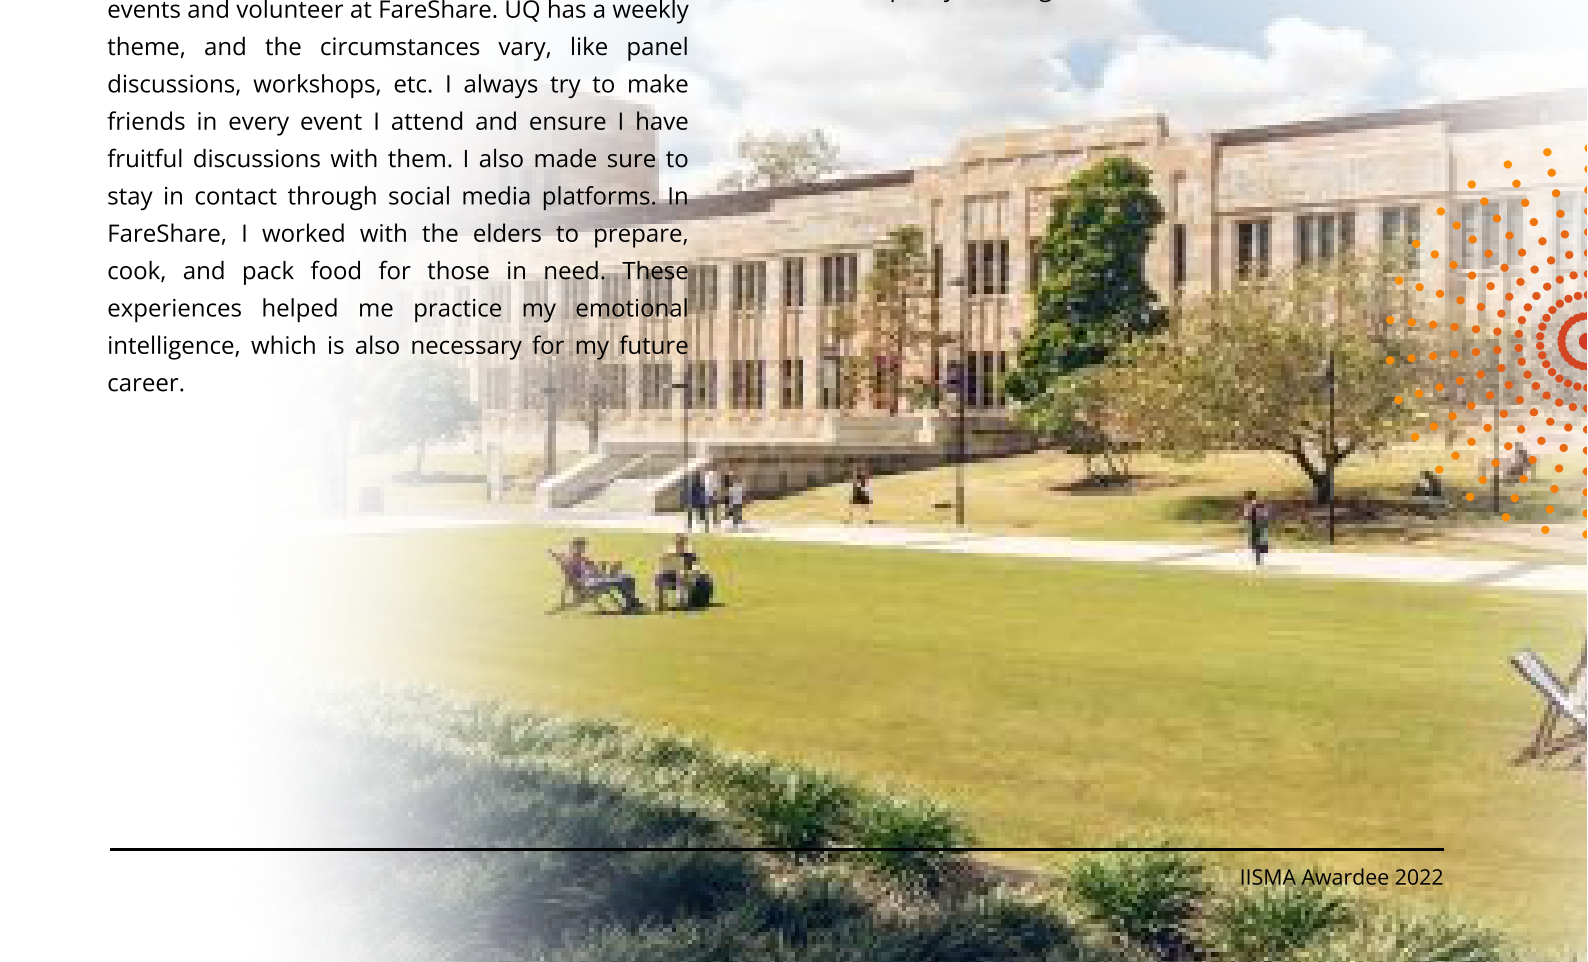 events and volunteer at FareShare. UQ has a weekly
theme, and the circumstances vary, like panel
discussions, workshops, etc. I always try to make
friends in every event I attend and ensure I have
fruitful discussions with them. I also made sure to
stay in contact through social media platforms. In
FareShare, I worked with the elders to prepare,
cook, and pack food for those in need. These
experiences helped me practice my emotional
intelligence, which is also necessary for my future
career.
IISMA Awardee 2022